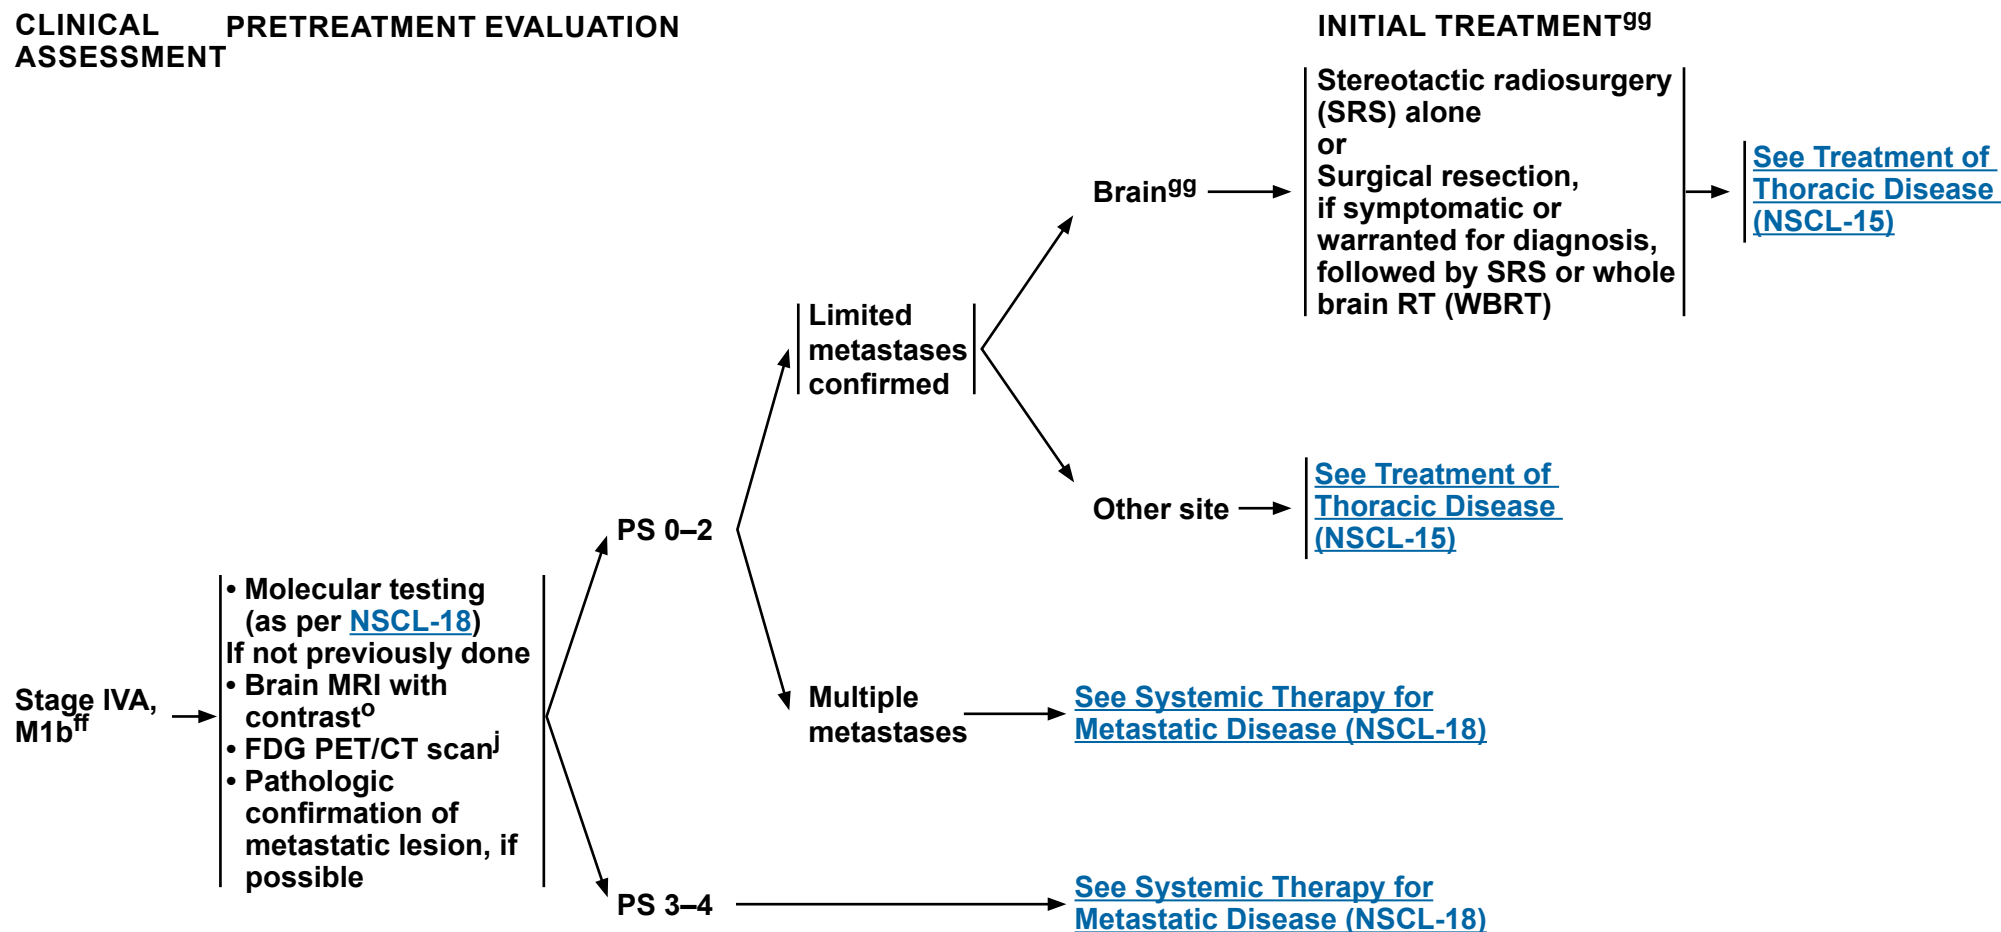 CLINICAL
ASSESSMENT
PRETREATMENT EVALUATION
INITIAL TREATMENTgg
Stage IVA,
M1bff
• Molecular testing
(as per NSCL-18)
If not previously done
• Brain MRI with
contrasto
• FDG PET/CT scanj
• Pathologic
confirmation of
metastatic lesion, if
possible
PS 0–2
Limited
metastases
confirmed
Braingg
Stereotactic radiosurgery
(SRS) alone
or
Surgical resection,
if symptomatic or
warranted for diagnosis,
followed by SRS or whole
brain RT (WBRT)
See Treatment of
Thoracic Disease
(NSCL-15)
Other site
See Treatment of
Thoracic Disease
(NSCL-15)
Multiple
metastases
See Systemic Therapy for
Metastatic Disease (NSCL-18)
PS 3–4
See Systemic Therapy for
Metastatic Disease (NSCL-18)